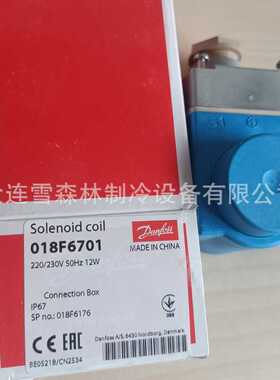 大连雪森林制冷设备有限公司
Solenoid coil
018F6701
220/230V 50Hz 12W
Danfoss
MADE IN CHINA
Connection Box
IP67
SP no.: 018F6176
Danfoss A/S, 6430 Nordborg, Denmark
BE0521B/CN2534